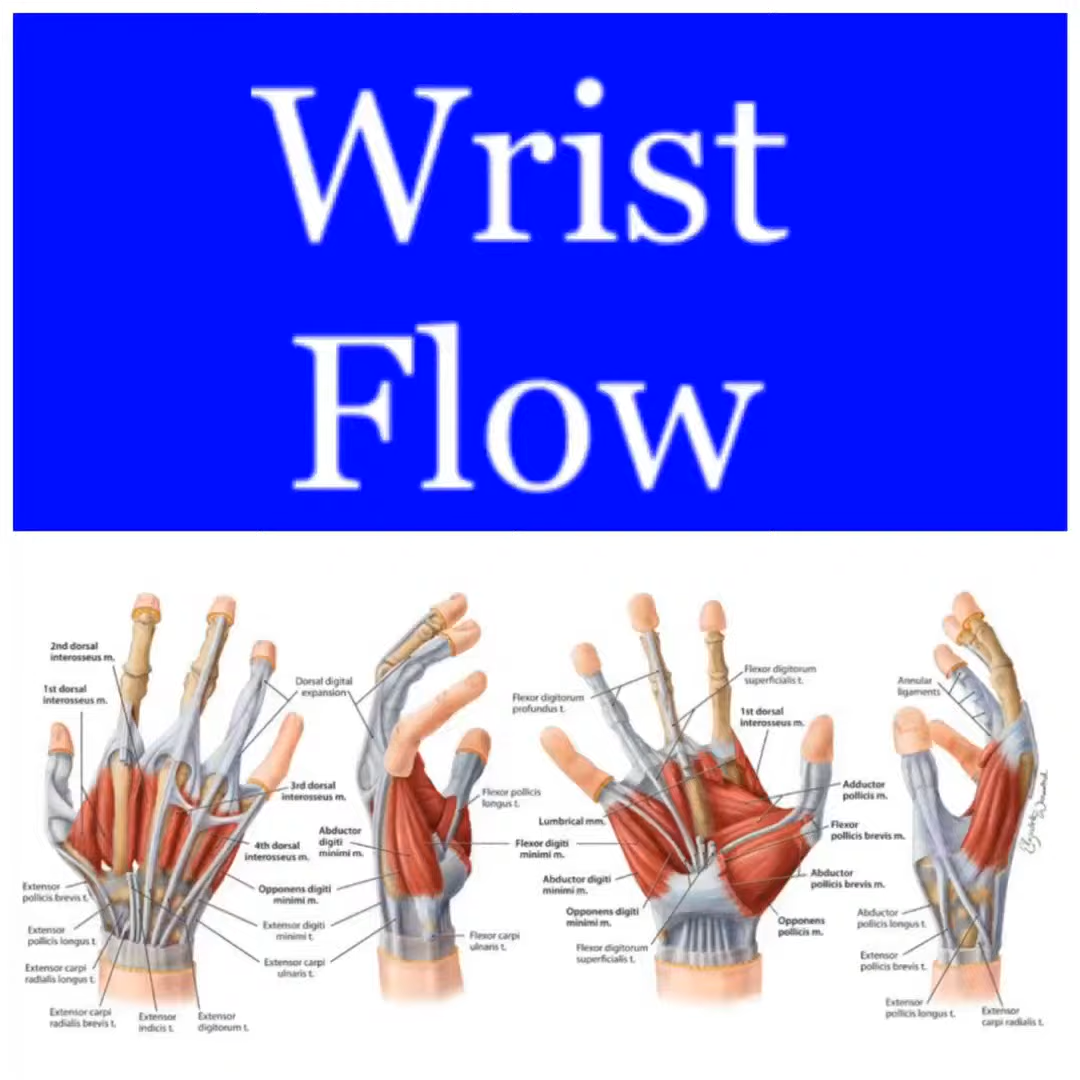 Wrist
Flow
2nd dorsal
interosseus m.
1st dorsal
interosseus m.
Dorsal digital
expansion
3rd dorsal
interosseus m.
4th dorsal
interosseus m.
Extensor
pollicis brevis t.
Extensor
pollicis longus t.
Extensor carpi
radialis longus t.
Extensor carpi
radialis brevis t.
Extensor
indicis t.
Extensor
digitorum t.
Abductor
digiti
minimi m.
Opponens digiti
minimi m.
Extensor digiti
minimi t.
Extensor carpi
ulnaris t.
Flexor pollicis
longus t.
Flexor carpi
ulnaris t.
Flexor digitorum
profundus t.
Flexor digitorum
superficialis t.
1st dorsal
interosseus m.
Lumbrical mm.
Flexor digiti
minimi m.
Abductor digiti
minimi m.
Opponens digiti
minimi m.
Flexor digitorum
superficialis t.
Adductor
pollicis m.
Flexor
pollicis brevis m.
Abductor
pollicis brevis m.
Opponens
pollicis m.
Annular
ligaments
Abductor
pollicis longus t.
Extensor
pollicis brevis t.
Extensor
pollicis longus t.
Extensor
carpi radialis t.